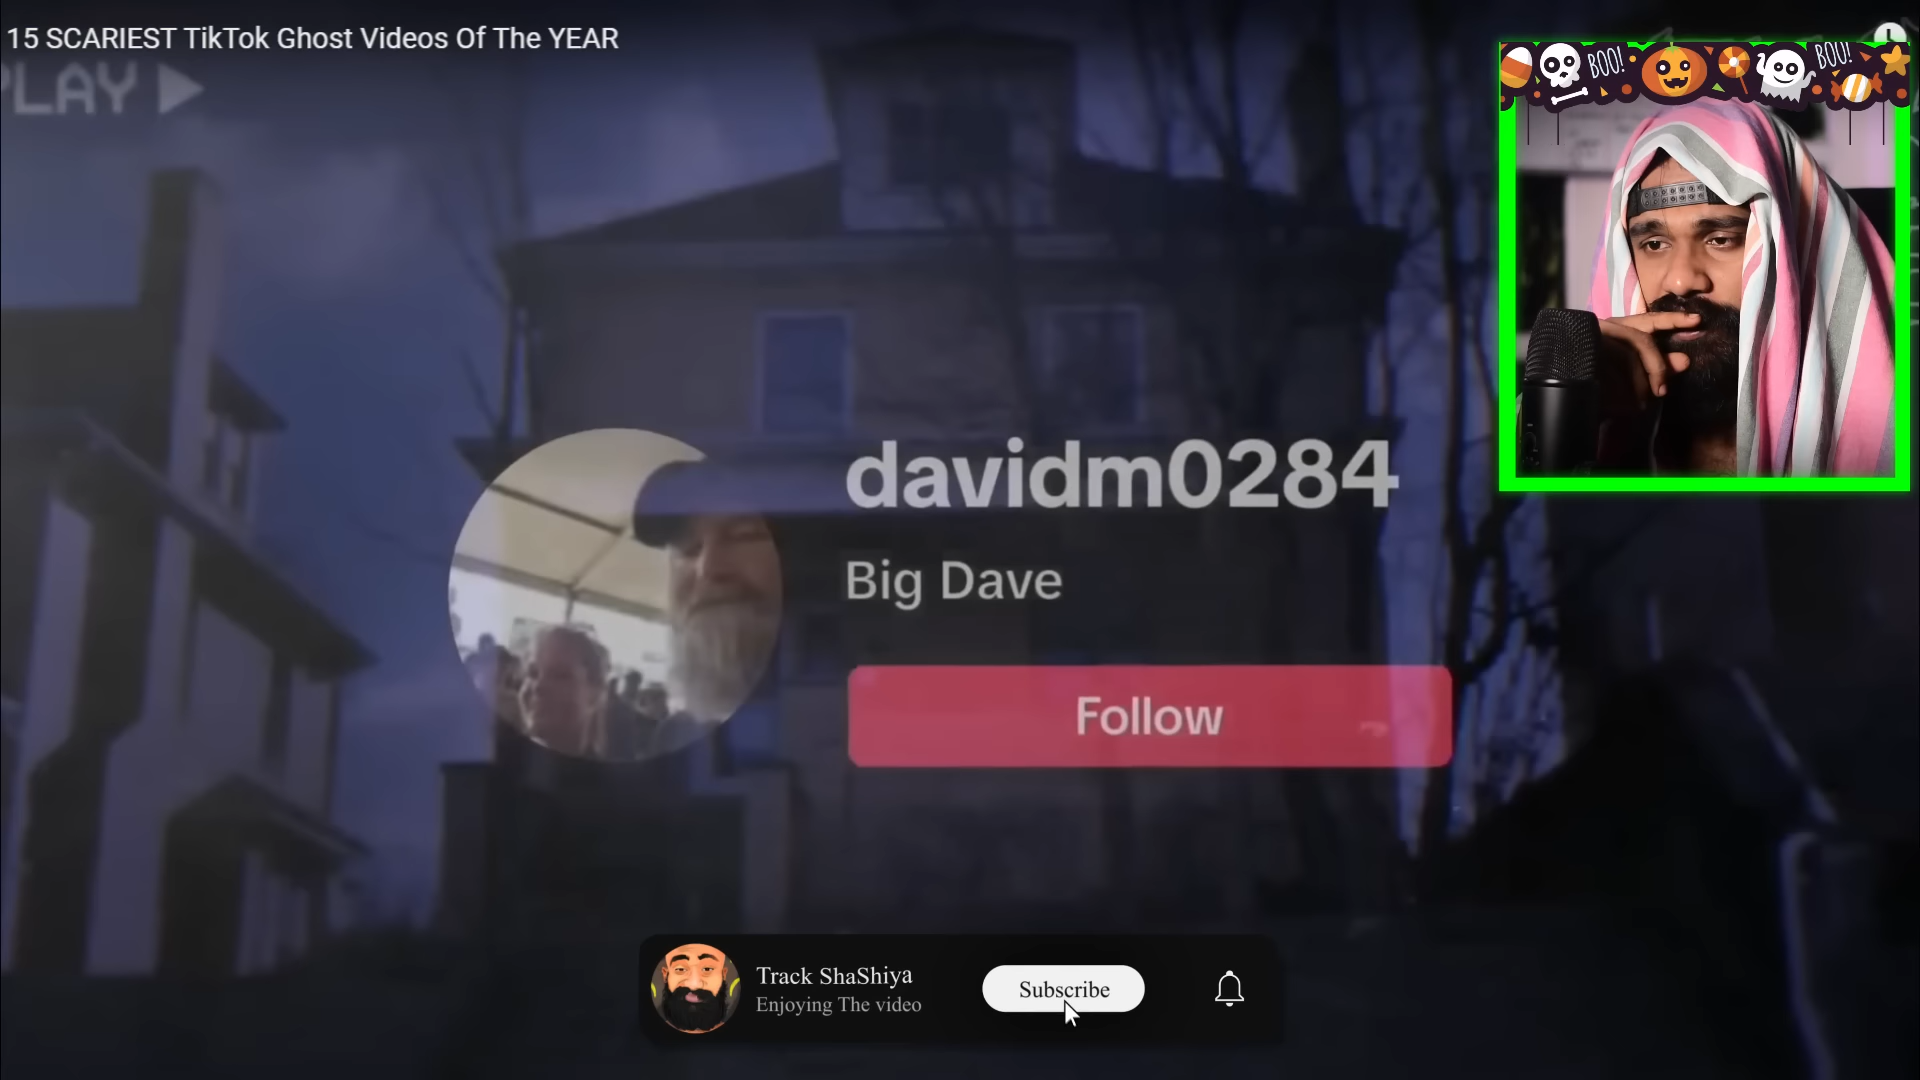 15 SCARIEST TikTok Ghost Videos Of The YEAR
PLAY
BOO!
BOO!
davidm0284
Big Dave
Follow
Track ShaShiya
Enjoying The video
Subscribe